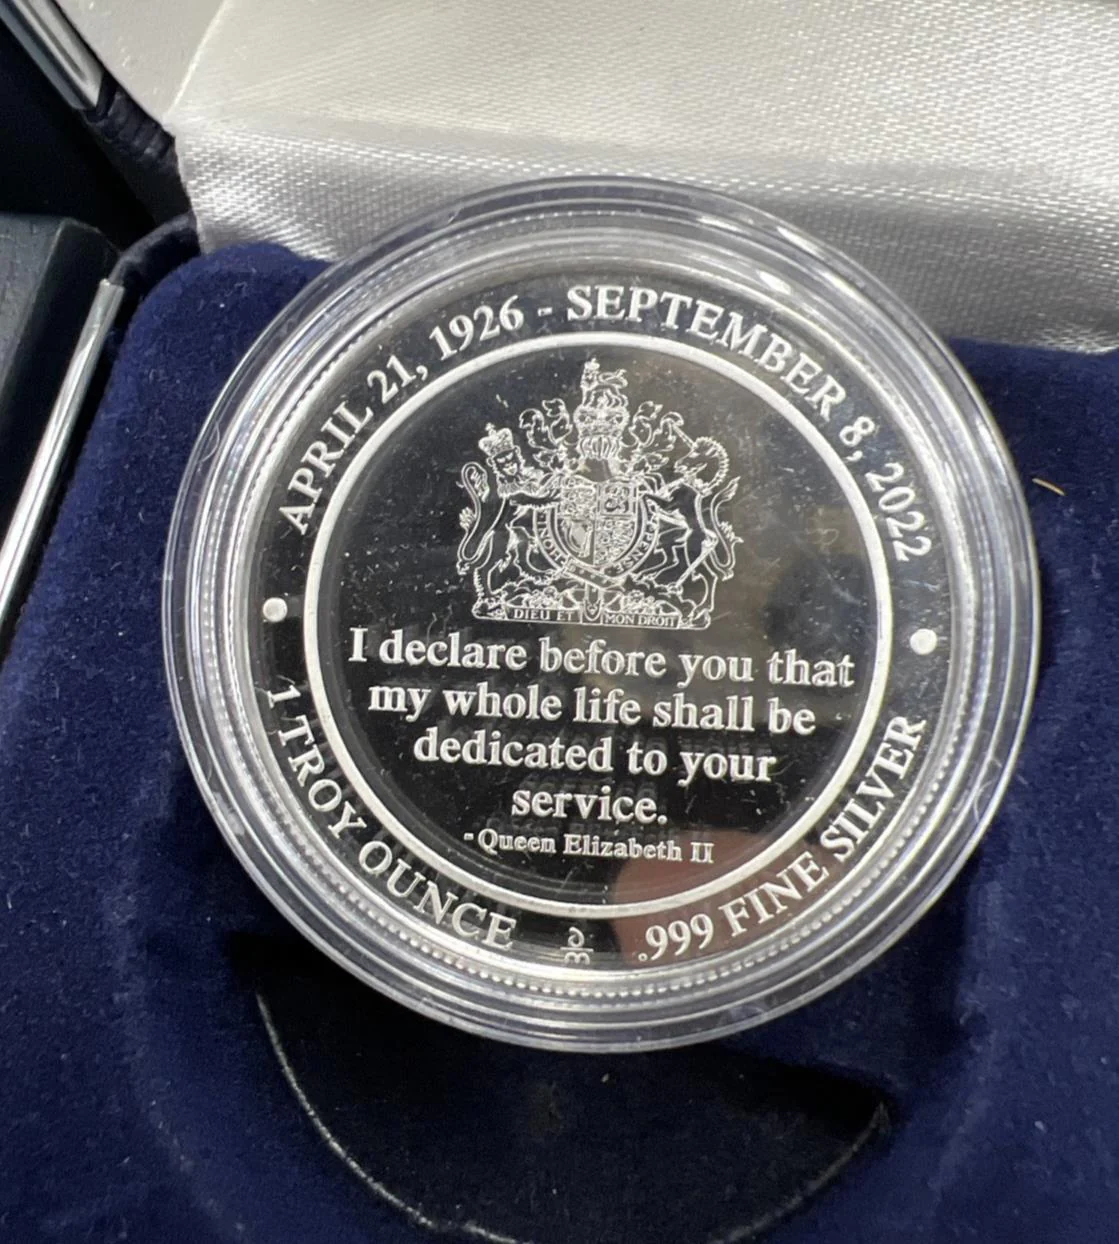 APRIL 21, 1926 - SEPTEMBER 8, 2022
DIEU ET MON DROIT
I declare before you that
my whole life shall be
dedicated to your
service.
- Queen Elizabeth II
1 TROY OUNCE
.999 FINE SILVER